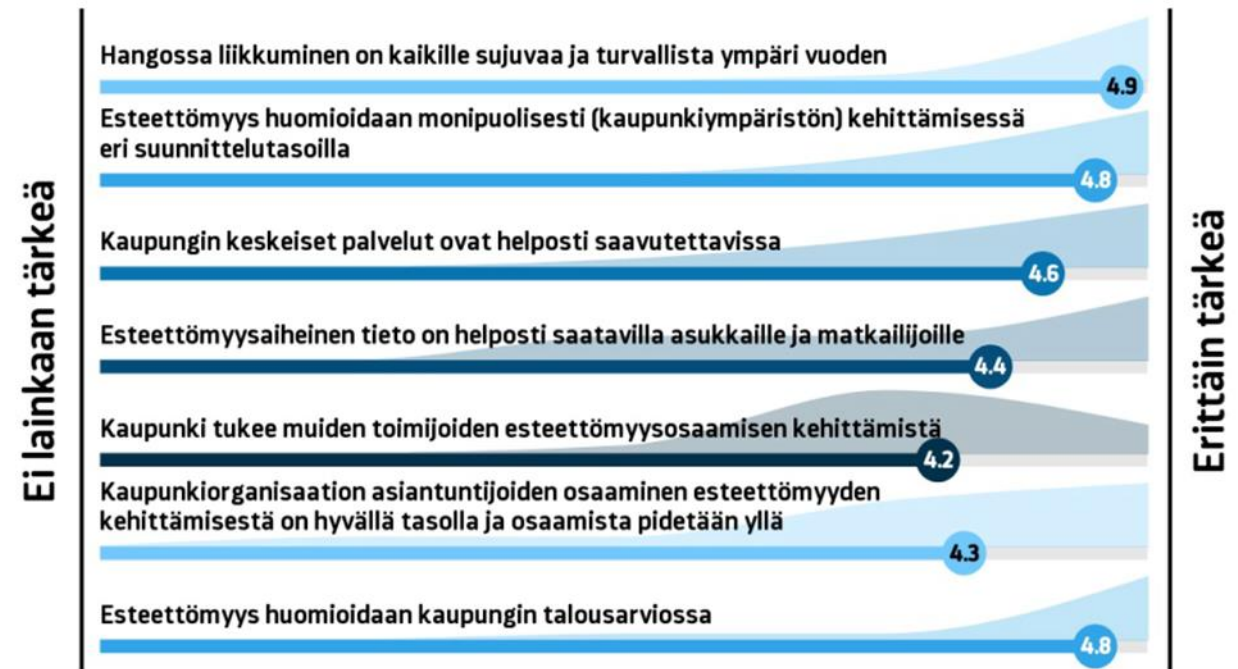 Ei lainkaan tärkeä
Hangossa liikkuminen on kaikille sujuvaa ja turvallista ympäri vuoden
4.9
Esteettömyys huomioidaan monipuolisesti (kaupunkiympäristön) kehittämisessä
eri suunnittelutasoilla
4.8
Kaupungin keskeiset palvelut ovat helposti saavutettavissa
4.6
Esteettömyysaiheinen tieto on helposti saatavilla asukkaille ja matkailijoille
4.4
Kaupunki tukee muiden toimijoiden esteettömyysosaamisen kehittämistä
4.2
Kaupunkiorganisaation asiantuntijoiden osaaminen esteettömyyden
kehittämisestä on hyvällä tasolla ja osaamista pidetään yllä
4.3
Esteettömyys huomioidaan kaupungin talousarviossa
4.8
Erittäin tärkeä